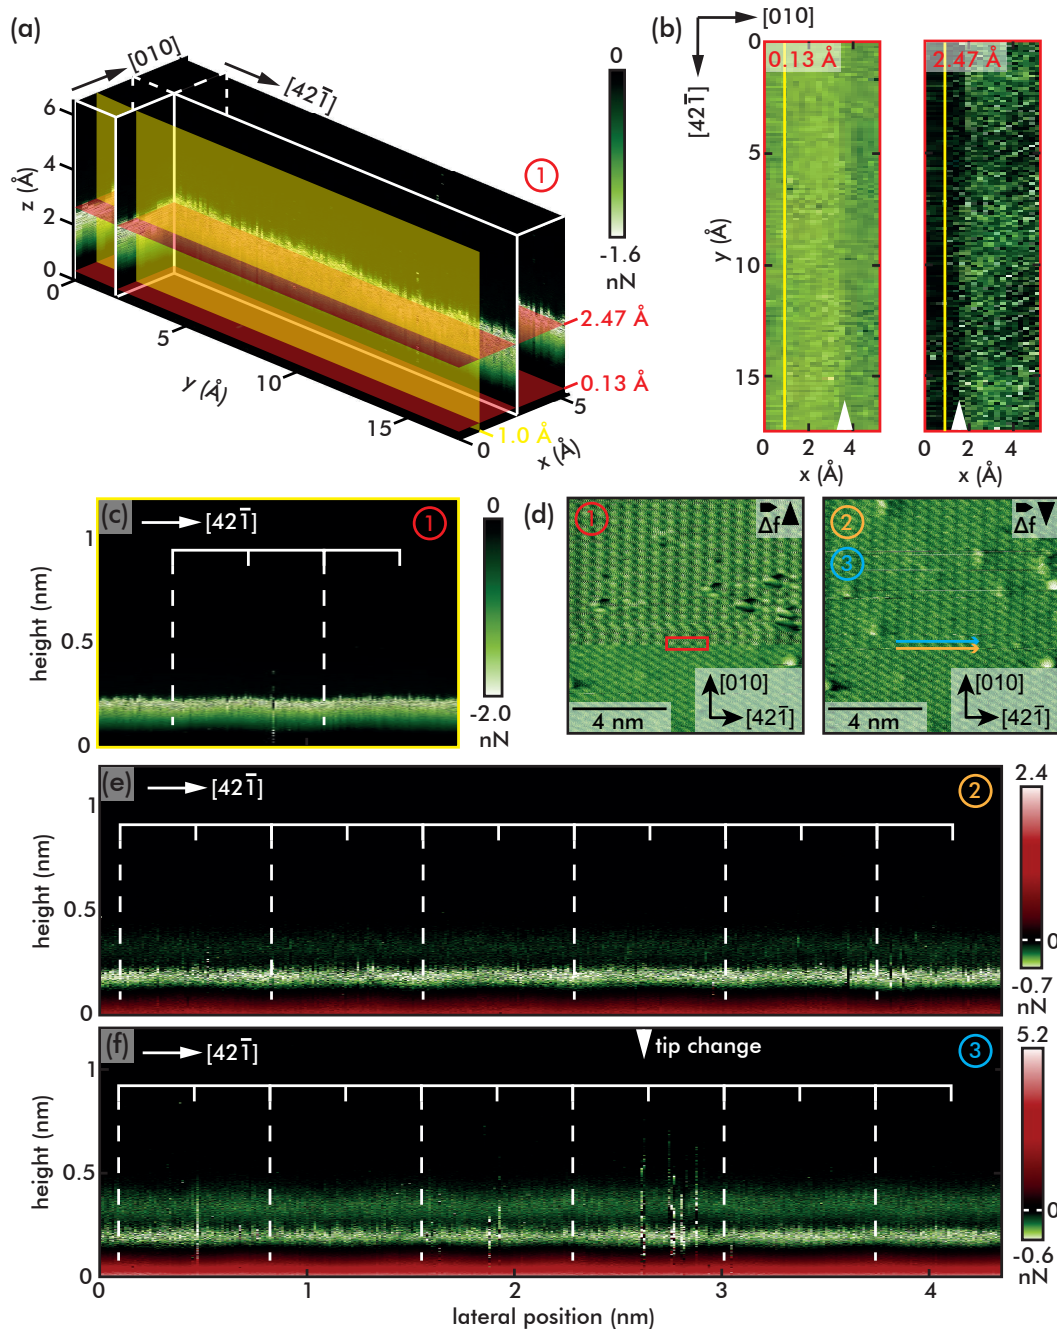 (a)
[010]
[421̅]
6
4
2
0
z (Å)
0
5
10
15
y (Å)
0
5
x (Å)
1
0
-1.6
nN
2.47 Å
0.13 Å
1.0 Å
(b)
[010]
[421̅]
0.13 Å
2.47 Å
0
5
10
15
y (Å)
0 2 4
x (Å)
0 2 4
x (Å)
(c)
[421̅]
1
1
0.5
0
height (nm)
0
-2.0
nN
(d)
1
Δf
[010]
[421̅]
4 nm
2
3
Δf
[010]
[421̅]
4 nm
(e)
[421̅]
2
1
0.5
0
height (nm)
2.4
0
-0.7
nN
(f)
[421̅]
tip change
3
1
0.5
0
height (nm)
5.2
0
-0.6
nN
0 1 2 3 4
lateral position (nm)